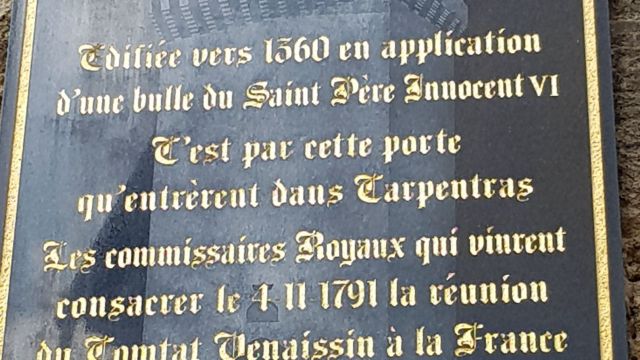 Edifiée vers 1360 en application
d'une bulle du Saint Père Innocent VI
C'est par cette porte
qu'entrèrent dans Carpentras
Les commissaires Royaux qui vinrent
consacrer le 4 11 1791 la réunion
du Comtat Venaissin à la France